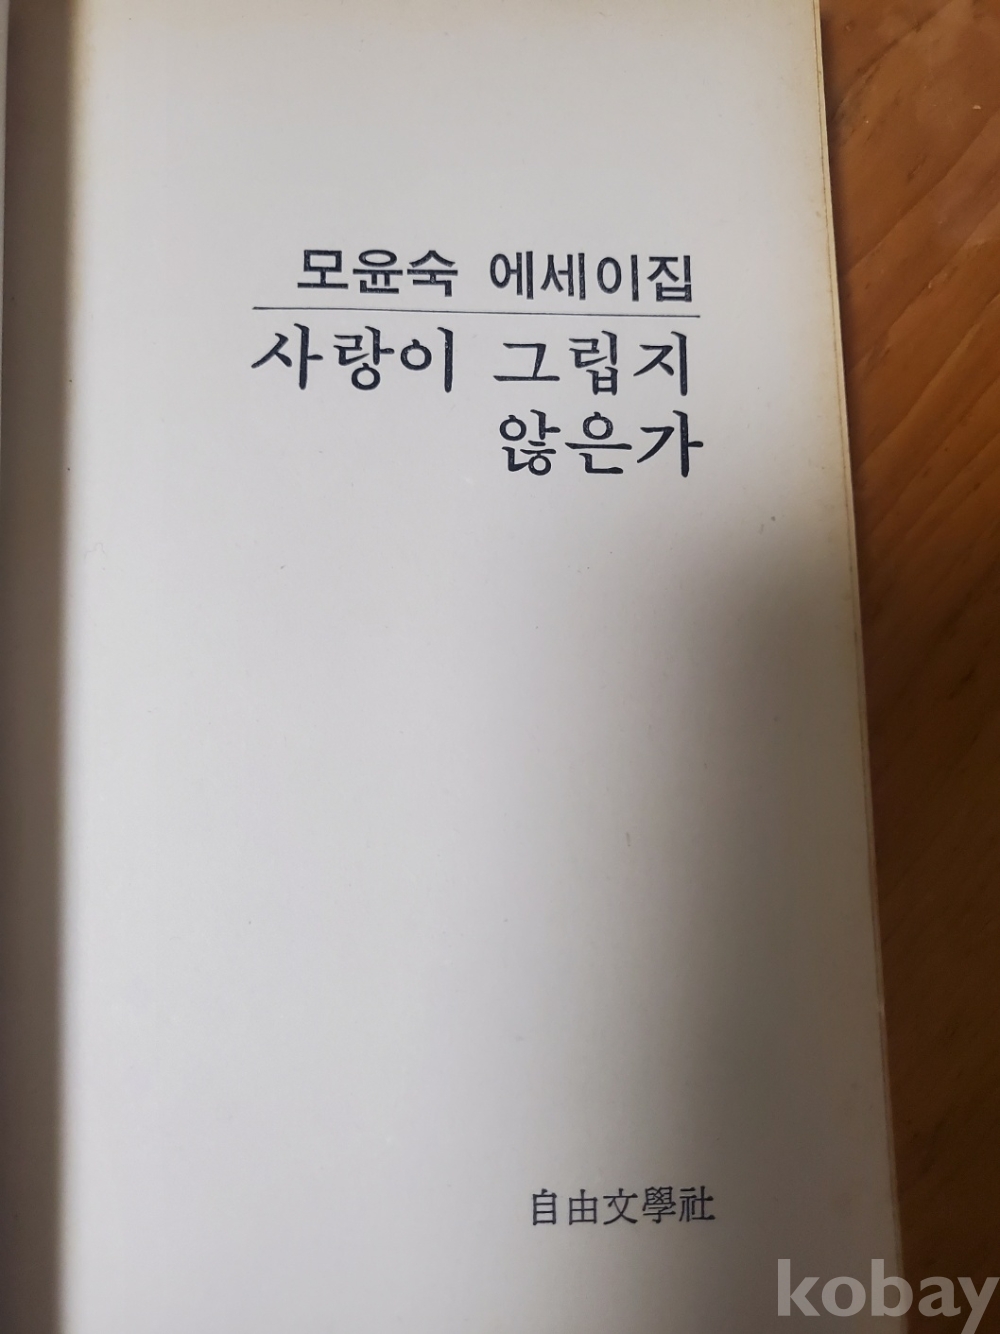 모윤숙 에세이집
사랑이 그립지
않은가
自由文學社
kobay